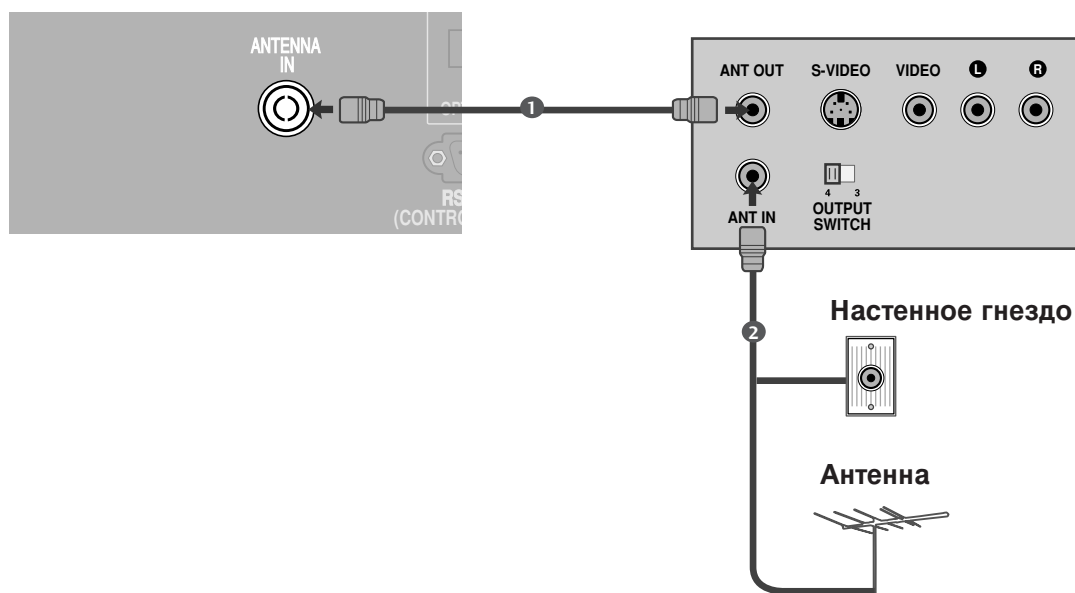 ANTENNA
IN
RS
(CONTRO
1
ANT OUT S-VIDEO VIDEO L R
ANT IN
4 3
OUTPUT
SWITCH
2
Настенное гнездо
Антенна